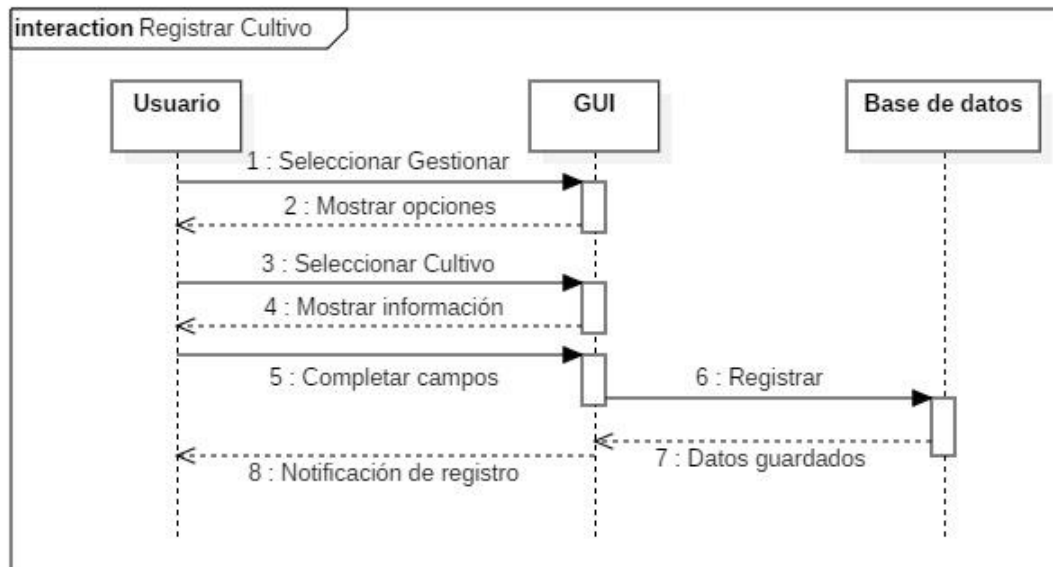 interaction Registrar Cultivo
Usuario
GUI
Base de datos
1 : Seleccionar Gestionar
2 : Mostrar opciones
3 : Seleccionar Cultivo
4 : Mostrar información
5 : Completar campos
6 : Registrar
7 : Datos guardados
8 : Notificación de registro